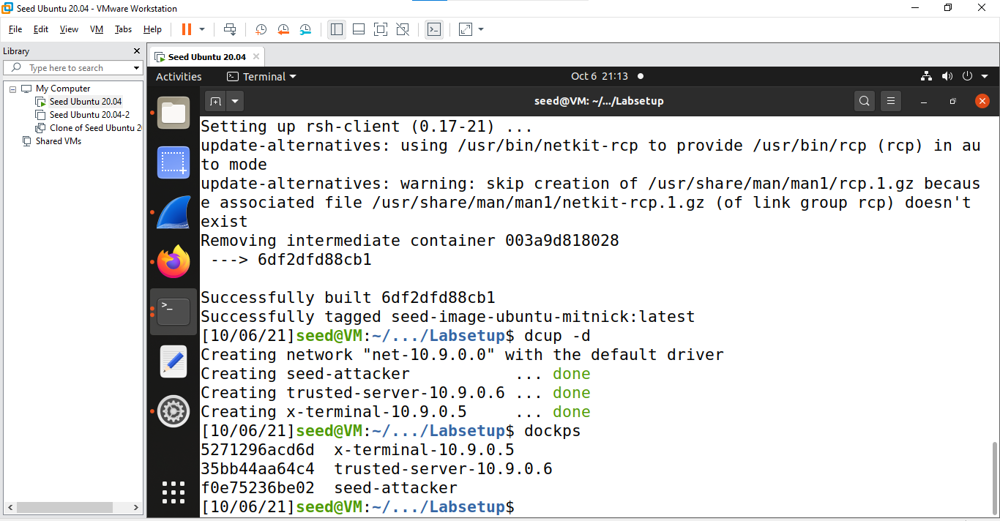 Seed Ubuntu 20.04 - VMware Workstation
File Edit View VM Tabs Help
Library
Type here to search
My Computer
Seed Ubuntu 20.04
Seed Ubuntu 20.04-2
Clone of Seed Ubuntu 2
Shared VMs
Seed Ubuntu 20.04
Activities Terminal Oct 6 21:13
seed@VM: ~/.../Labsetup
Setting up rsh-client (0.17-21) ...
update-alternatives: using /usr/bin/netkit-rcp to provide /usr/bin/rcp (rcp) in au
to mode
update-alternatives: warning: skip creation of /usr/share/man/man1/rcp.1.gz becaus
e associated file /usr/share/man/man1/netkit-rcp.1.gz (of link group rcp) doesn't
exist
Removing intermediate container 003a9d818028
 ---> 6df2dfd88cb1
Successfully built 6df2dfd88cb1
Successfully tagged seed-image-ubuntu-mitnick:latest
[10/06/21]seed@VM:~/.../Labsetup$ dcup -d
Creating network "net-10.9.0.0" with the default driver
Creating seed-attacker           ... done
Creating trusted-server-10.9.0.6 ... done
Creating x-terminal-10.9.0.5     ... done
[10/06/21]seed@VM:~/.../Labsetup$ dockps
5271296acd6d  x-terminal-10.9.0.5
35bb44aa64c4  trusted-server-10.9.0.6
f0e75236be02  seed-attacker
[10/06/21]seed@VM:~/.../Labsetup$